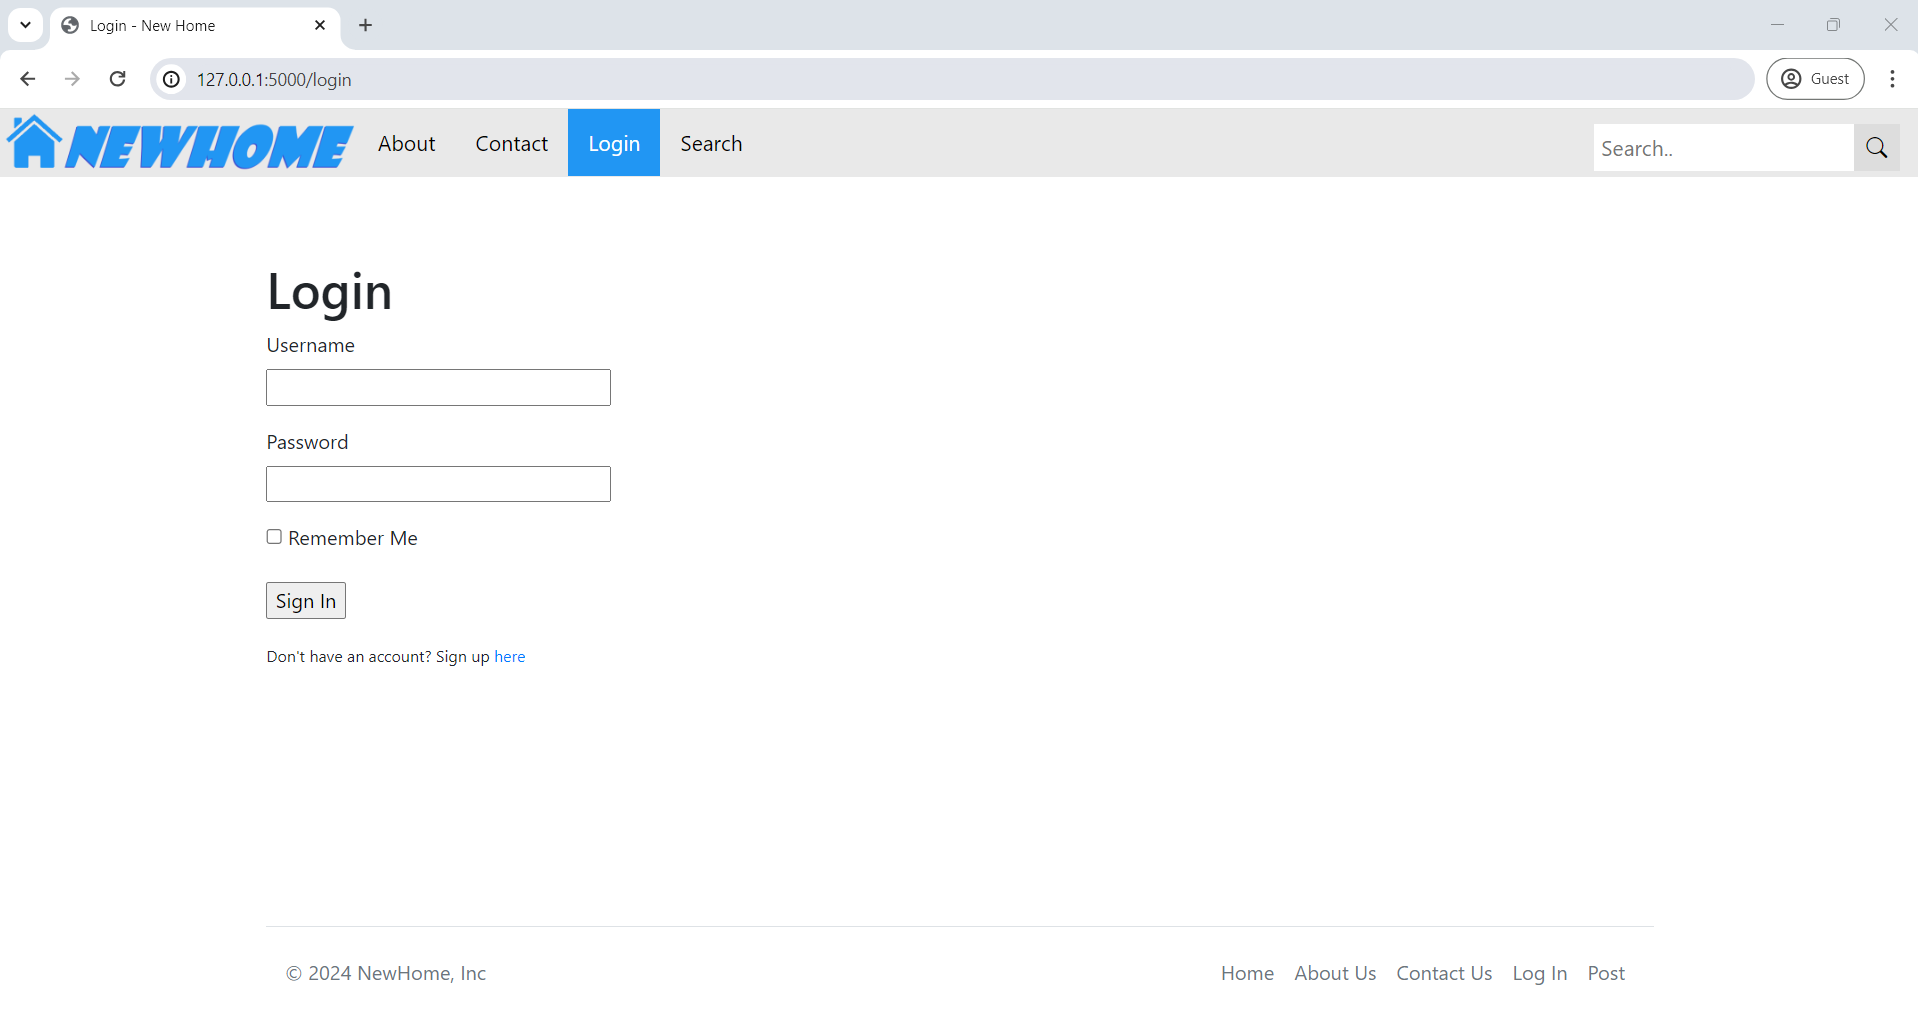 Login - New Home
127.0.0.1:5000/login
Guest
NEWHOME About Contact Login Search
Search..
Login
Username
Password
Remember Me
Sign In
Don't have an account? Sign up here
© 2024 NewHome, Inc
Home About Us Contact Us Log In Post